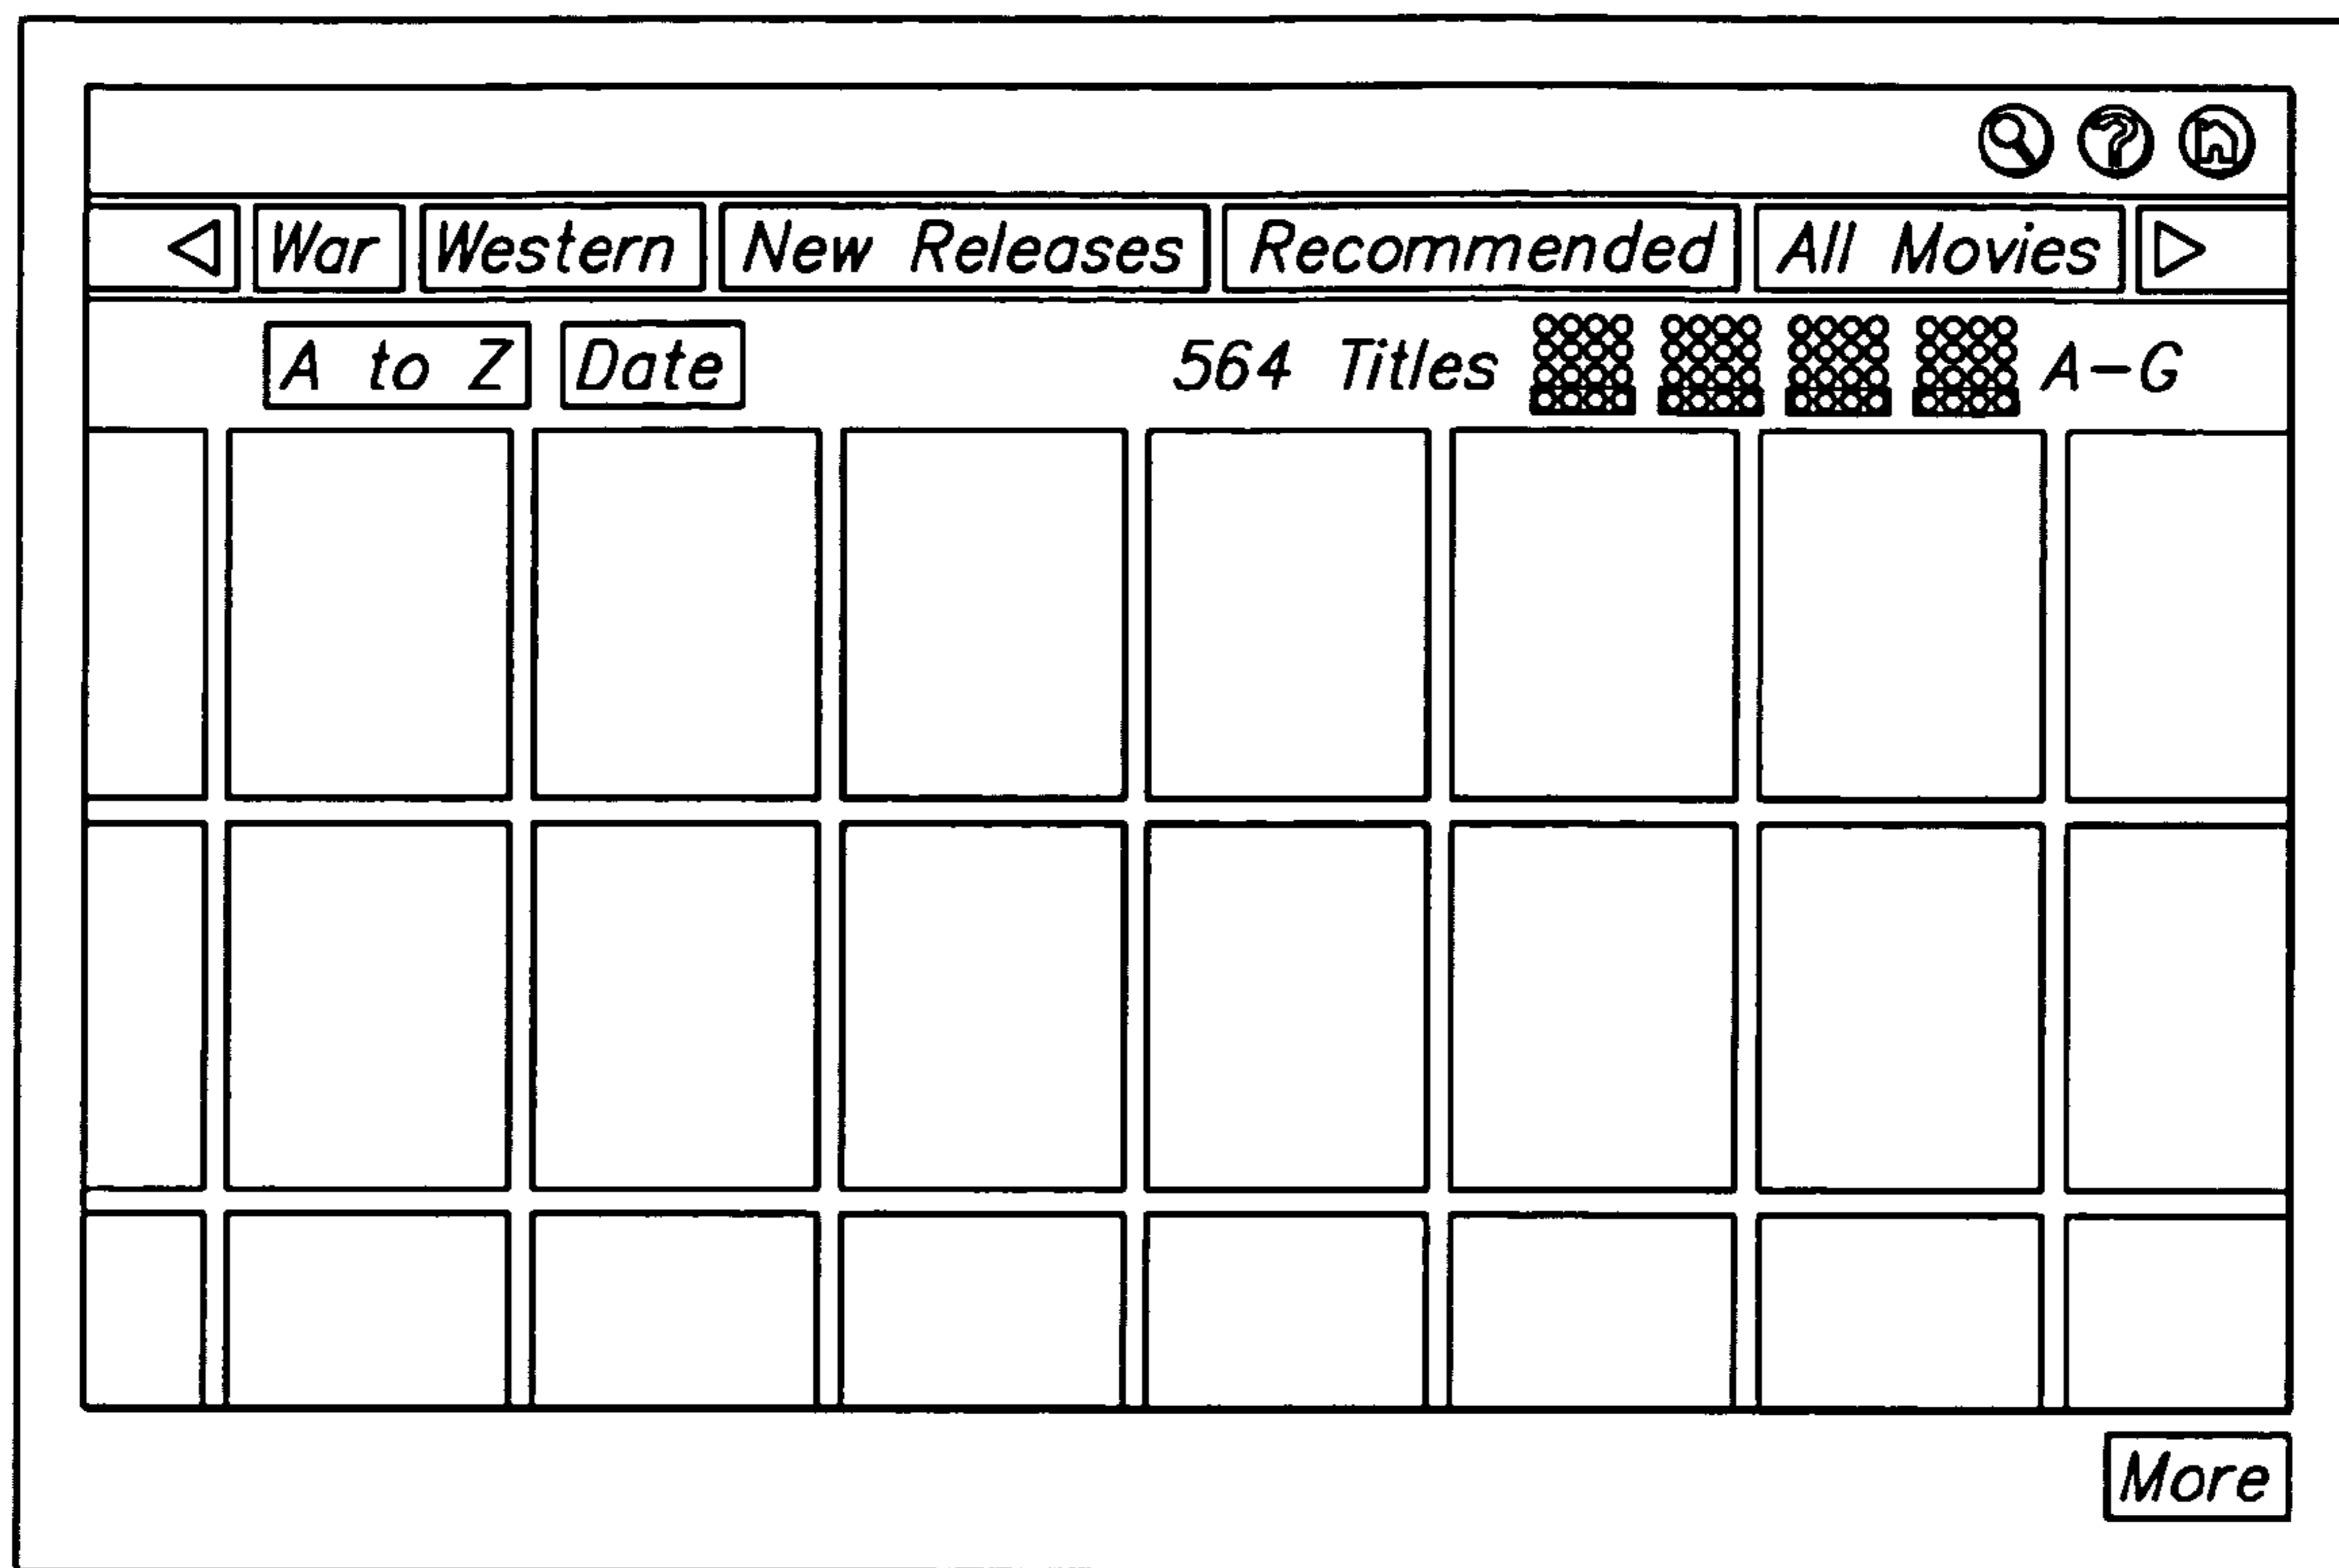 War Western New Releases Recommended All Movies
A to Z Date 564 Titles A-G
More